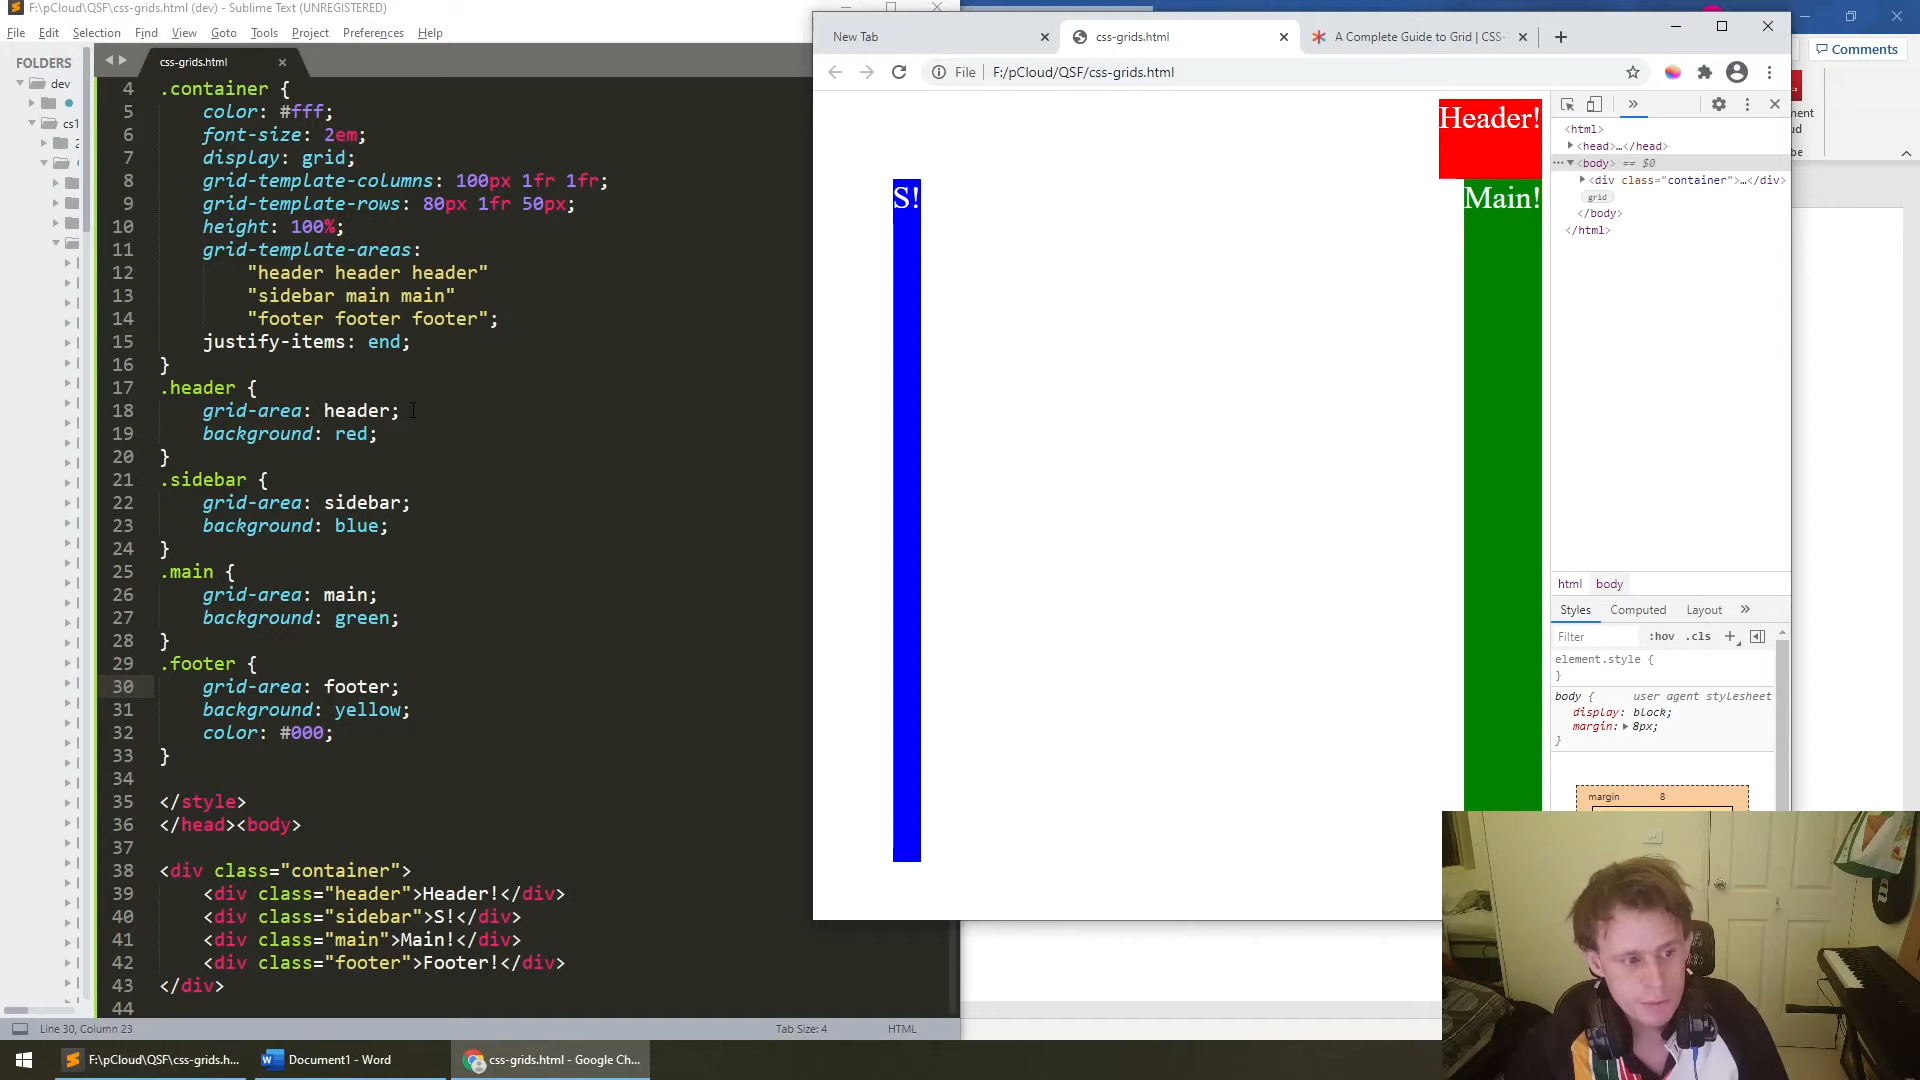 F:\pCloud\QSF\css-grids.html (dev) - Sublime Text (UNREGISTERED)
File Edit Selection Find View Goto Tools Project Preferences Help
FOLDERS
dev
cs1
2
css-grids.html
4 .container {
5 color: #fff;
6 font-size: 2em;
7 display: grid;
8 grid-template-columns: 100px 1fr 1fr;
9 grid-template-rows: 80px 1fr 50px;
10 height: 100%;
11 grid-template-areas:
12 "header header header"
13 "sidebar main main"
14 "footer footer footer";
15 justify-items: end;
16 }
17 .header {
18 grid-area: header;
19 background: red;
20 }
21 .sidebar {
22 grid-area: sidebar;
23 background: blue;
24 }
25 .main {
26 grid-area: main;
27 background: green;
28 }
29 .footer {
30 grid-area: footer;
31 background: yellow;
32 color: #000;
33 }
34
35 </style>
36 </head><body>
37
38 <div class="container">
39 <div class="header">Header!</div>
40 <div class="sidebar">S!</div>
41 <div class="main">Main!</div>
42 <div class="footer">Footer!</div>
43 </div>
44
Line 30, Column 23
Tab Size: 4
HTML
New Tab
css-grids.html
A Complete Guide to Grid | CSS-
File F:/pCloud/QSF/css-grids.html
Header!
S!
Main!
<html>
<head>…</head>
<body> == $0
<div class="container">…</div>
grid
</body>
</html>
html body
Styles Computed Layout
Filter :hov .cls
element.style {
}
body { user agent stylesheet
display: block;
margin: 8px;
}
margin 8
Comments
F:\pCloud\QSF\css-grids.h...
Document1 - Word
css-grids.html - Google Ch...